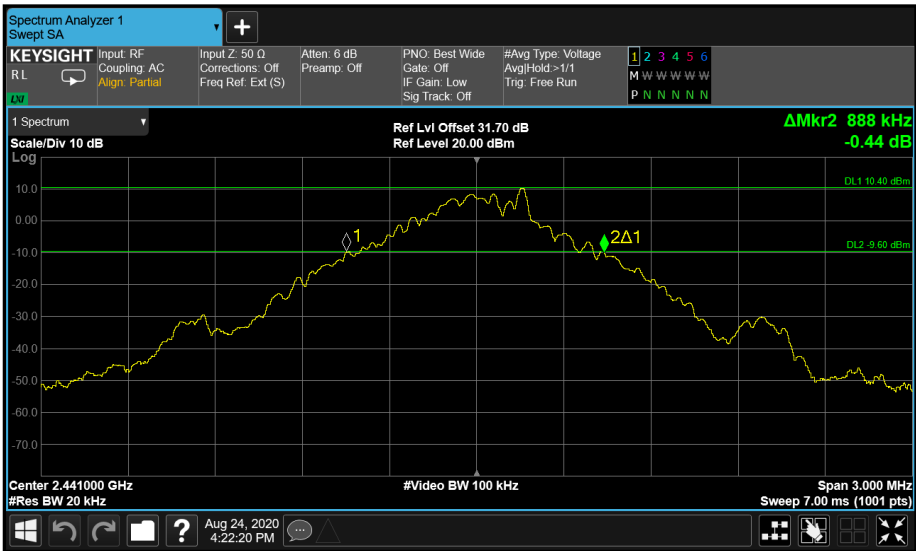 Spectrum Analyzer 1
Swept SA
KEYSIGHT Input: RF Input Z: 50 Ω Atten: 6 dB PNO: Best Wide #Avg Type: Voltage 1 2 3 4 5 6
RL Coupling: AC Corrections: Off Preamp: Off Gate: Off Avg|Hold:>1/1 M W W W W W
Align: Partial Freq Ref: Ext (S) IF Gain: Low Trig: Free Run
LXI Sig Track: Off P N N N N N
1 Spectrum Ref Lvl Offset 31.70 dB ΔMkr2 888 kHz
Scale/Div 10 dB Ref Level 20.00 dBm -0.44 dB
Log
10.0 DL1 10.40 dBm
0.00
1 2Δ1
-10.0 DL2 -9.60 dBm
-20.0
-30.0
-40.0
-50.0
-60.0
-70.0
Center 2.441000 GHz #Video BW 100 kHz Span 3.000 MHz
#Res BW 20 kHz Sweep 7.00 ms (1001 pts)
? Aug 24, 2020
4:22:20 PM